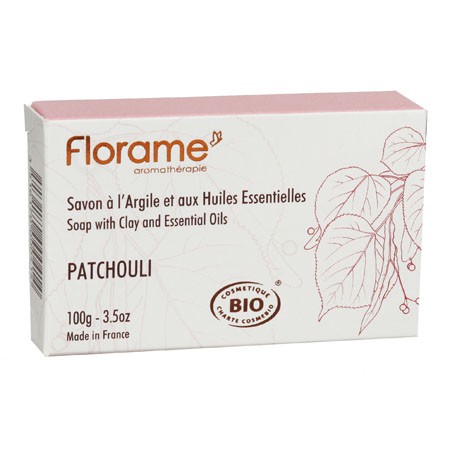 Florame
aromathérapie
Savon à l'Argile et aux Huiles Essentielles
Soap with Clay and Essential Oils
PATCHOULI
100g - 3.5oz
Made in France
COSMETIQUE
BIO
CHARTE COSMEBIO